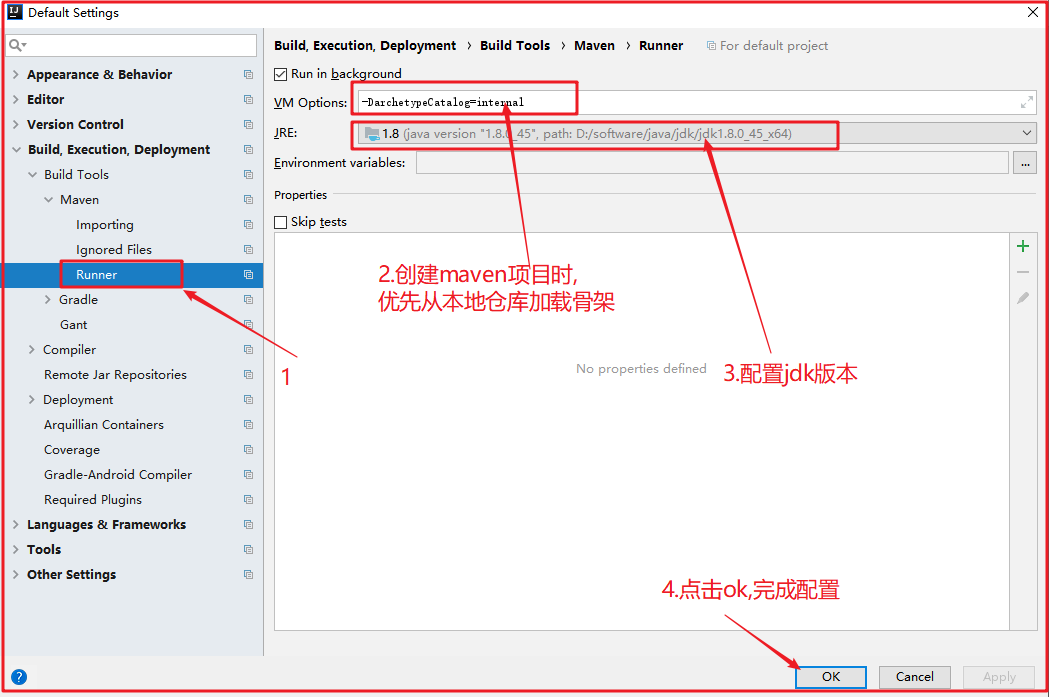 Default Settings
Build, Execution, Deployment › Build Tools › Maven › Runner For default project
Appearance & Behavior
Editor
Version Control
Build, Execution, Deployment
Build Tools
Maven
Importing
Ignored Files
Runner
Gradle
Gant
Compiler
Remote Jar Repositories
Deployment
Arquillian Containers
Coverage
Gradle-Android Compiler
Required Plugins
Languages & Frameworks
Tools
Other Settings
Run in background
VM Options: -DarchetypeCatalog=internal
JRE: 1.8 (java version "1.8.0_45", path: D:/software/java/jdk/jdk1.8.0_45_x64)
Environment variables: ...
Properties
Skip tests
No properties defined
1
2.创建maven项目时,
优先从本地仓库加载骨架
3.配置jdk版本
4.点击ok,完成配置
?
OK Cancel Apply